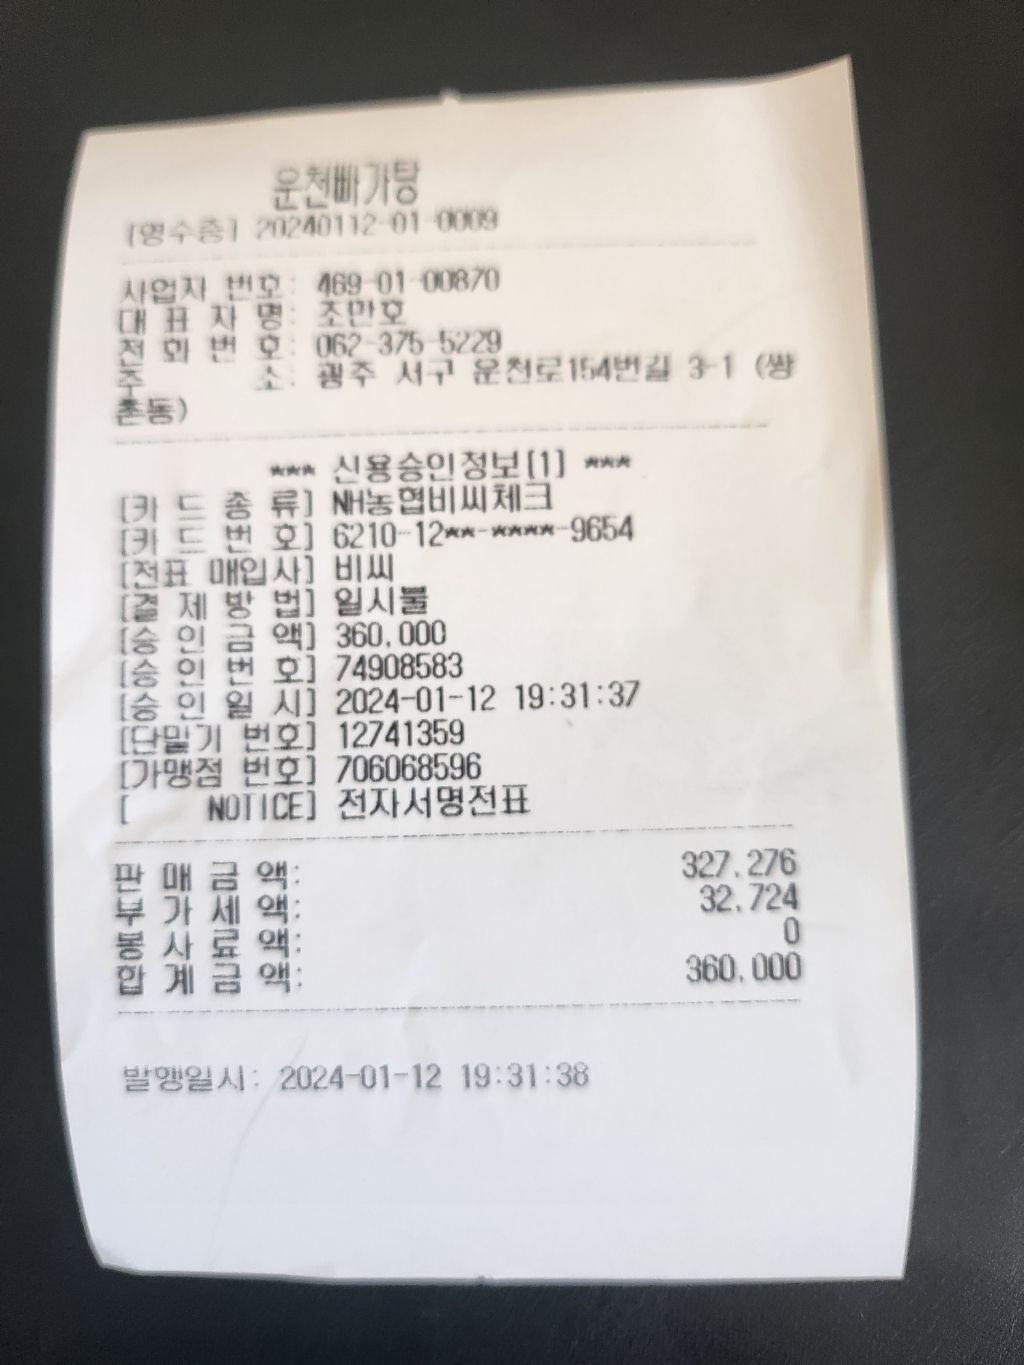 운천빠가탕
[영수증] 20240112-01-0009
사업자 번호: 469-01-00870
대 표 자 명: 조만호
전 화 번 호: 062-375-5229
주 소: 광주 서구 운천로154번길 3-1 (쌍
촌동)
*** 신용승인정보[1] ***
[카 드 종 류] NH농협비씨체크
[카 드 번 호] 6210-12**-****-9654
[전표 매입사] 비씨
[결 제 방 법] 일시불
[승 인 금 액] 360,000
[승 인 번 호] 74908583
[승 인 일 시] 2024-01-12 19:31:37
[단말기 번호] 12741359
[가맹점 번호] 706068596
[ NOTICE] 전자서명전표
판 매 금 액: 327,276
부 가 세 액: 32,724
봉 사 료 액: 0
합 계 금 액: 360,000
발행일시: 2024-01-12 19:31:38